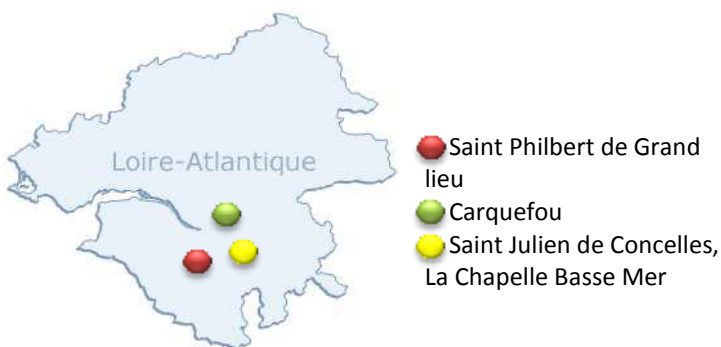 Loire-Atlantique
Saint Philbert de Grand
lieu
Carquefou
Saint Julien de Concelles,
La Chapelle Basse Mer